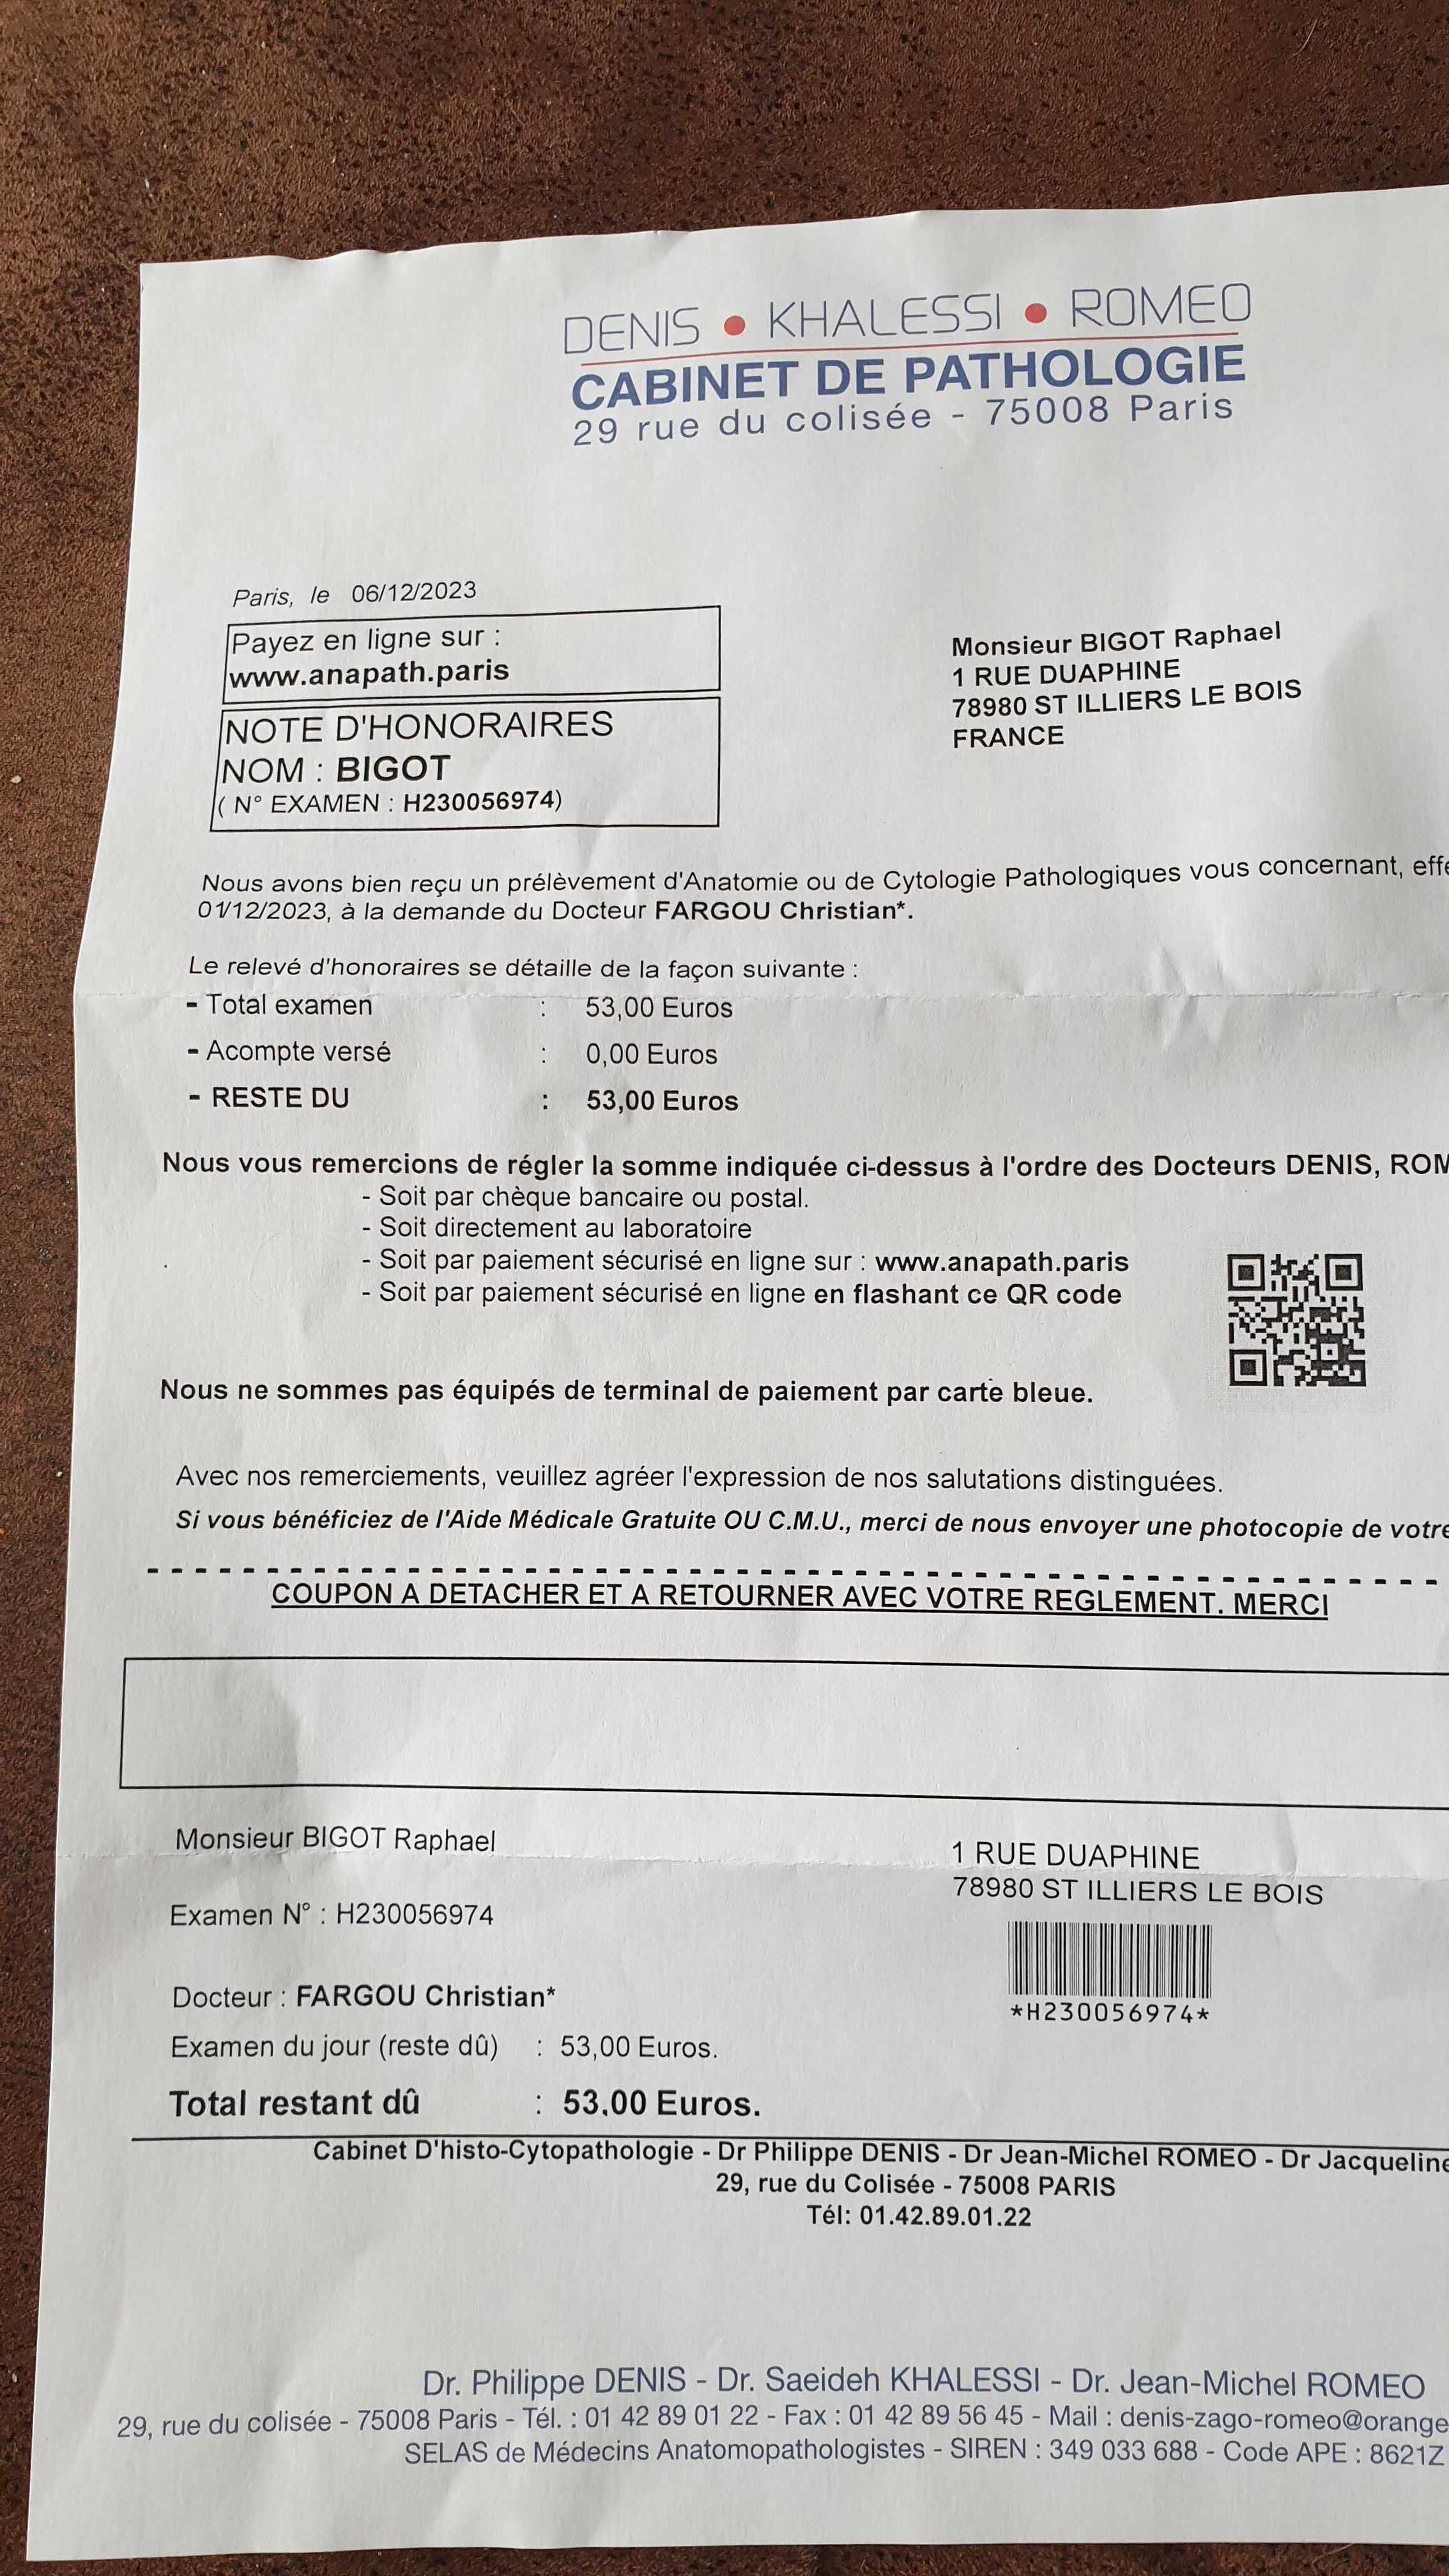 DENIS • KHALESSI • ROMEO
CABINET DE PATHOLOGIE
29 rue du colisée - 75008 Paris
Paris, le 06/12/2023
Payez en ligne sur :
www.anapath.paris
NOTE D'HONORAIRES
NOM : BIGOT
( N° EXAMEN : H230056974)
Monsieur BIGOT Raphael
1 RUE DUAPHINE
78980 ST ILLIERS LE BOIS
FRANCE
Nous avons bien reçu un prélèvement d'Anatomie ou de Cytologie Pathologiques vous concernant, effe
01/12/2023, à la demande du Docteur FARGOU Christian*.
Le relevé d'honoraires se détaille de la façon suivante :
- Total examen : 53,00 Euros
- Acompte versé : 0,00 Euros
- RESTE DU : 53,00 Euros
Nous vous remercions de régler la somme indiquée ci-dessus à l'ordre des Docteurs DENIS, ROM
- Soit par chèque bancaire ou postal.
- Soit directement au laboratoire
- Soit par paiement sécurisé en ligne sur : www.anapath.paris
- Soit par paiement sécurisé en ligne en flashant ce QR code
Nous ne sommes pas équipés de terminal de paiement par carte bleue.
Avec nos remerciements, veuillez agréer l'expression de nos salutations distinguées.
Si vous bénéficiez de l'Aide Médicale Gratuite OU C.M.U., merci de nous envoyer une photocopie de votre
COUPON A DETACHER ET A RETOURNER AVEC VOTRE REGLEMENT. MERCI
Monsieur BIGOT Raphael
1 RUE DUAPHINE
78980 ST ILLIERS LE BOIS
Examen N° : H230056974
*H230056974*
Docteur : FARGOU Christian*
Examen du jour (reste dû) : 53,00 Euros.
Total restant dû : 53,00 Euros.
Cabinet D'histo-Cytopathologie - Dr Philippe DENIS - Dr Jean-Michel ROMEO - Dr Jacqueline
29, rue du Colisée - 75008 PARIS
Tél: 01.42.89.01.22
Dr. Philippe DENIS - Dr. Saeideh KHALESSI - Dr. Jean-Michel ROMEO
29, rue du colisée - 75008 Paris - Tél. : 01 42 89 01 22 - Fax : 01 42 89 56 45 - Mail : denis-zago-romeo@orange
SELAS de Médecins Anatomopathologistes - SIREN : 349 033 688 - Code APE : 8621Z